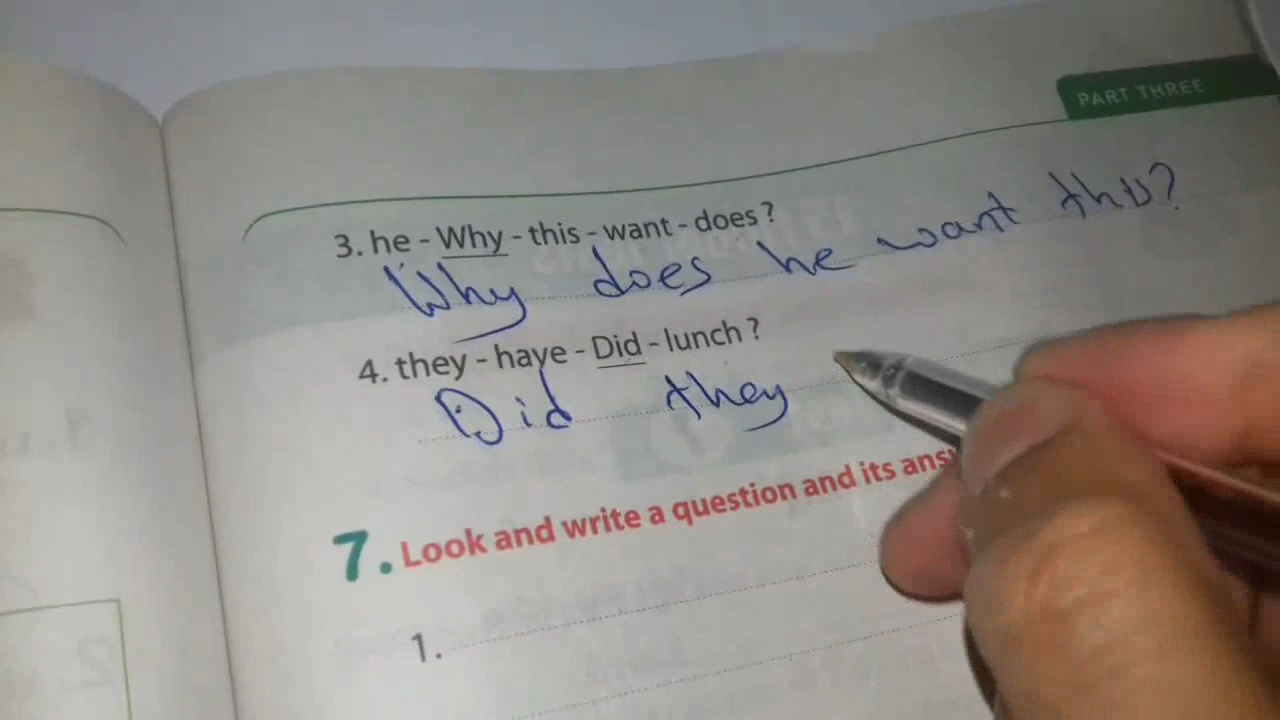 PART THREE
3. he - Why - this - want - does ?
Why does he want this?
4. they - have - Did - lunch ?
Did they
7. Look and write a question and its
1.